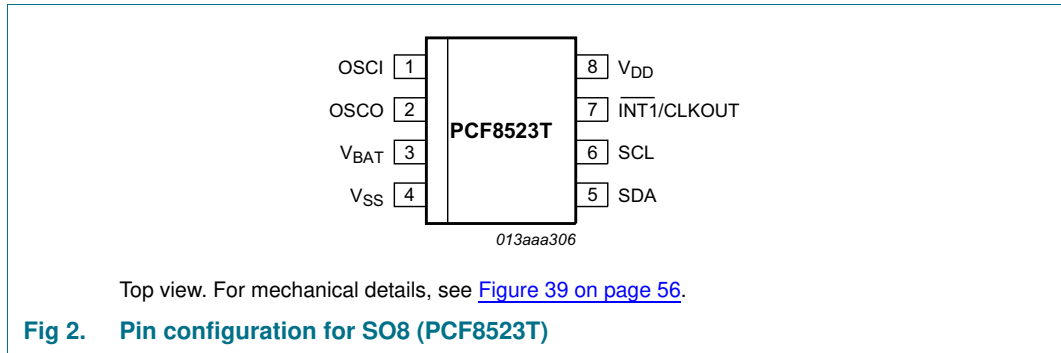 OSCI 1 8 VDD
OSCO 2 7 INT1/CLKOUT
PCF8523T
VBAT 3 6 SCL
VSS 4 5 SDA
013aaa306
Top view. For mechanical details, see Figure 39 on page 56.
Fig 2. Pin configuration for SO8 (PCF8523T)